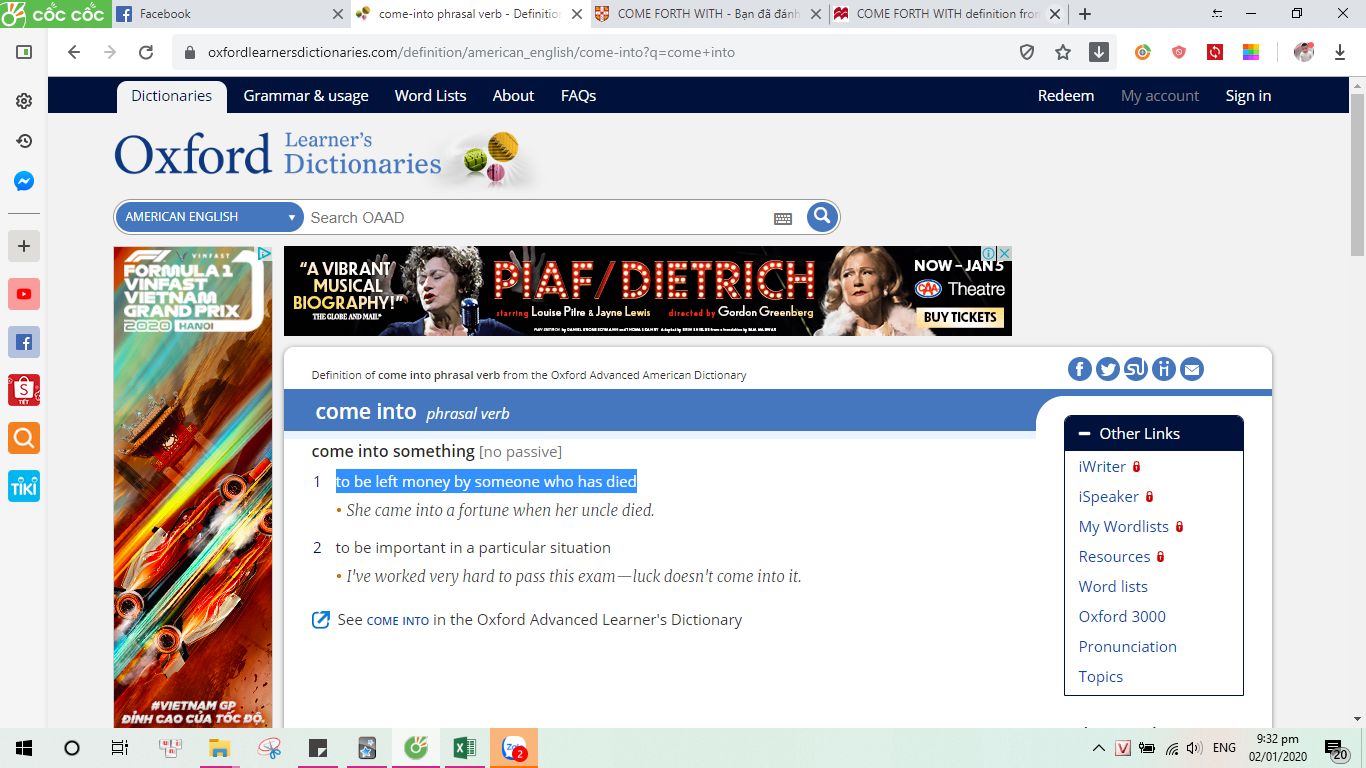 cốc cốc
Facebook
come-into phrasal verb - Definition
COME FORTH WITH - Bạn đã đánh
COME FORTH WITH definition from
oxfordlearnersdictionaries.com/definition/american_english/come-into?q=come+into
Dictionaries
Grammar & usage
Word Lists
About
FAQs
Redeem
My account
Sign in
Oxford
Learner's
Dictionaries
AMERICAN ENGLISH
Search OAAD
VINFAST
FORMULA 1
VINFAST
VIETNAM
GRAND PRIX
2020 HANOI
#VIETNAM GP
ĐỈNH CAO CỦA TỐC ĐỘ.
"A VIBRANT
MUSICAL
BIOGRAPHY!"
THE GLOBE AND MAIL*
PIAF/DIETRICH
starring Louise Pitre & Jayne Lewis directed by Gordon Greenberg
NOW–JAN 5
CAA Theatre
BUY TICKETS
Definition of come into phrasal verb from the Oxford Advanced American Dictionary
come into phrasal verb
come into something [no passive]
1 to be left money by someone who has died
• She came into a fortune when her uncle died.
2 to be important in a particular situation
• I've worked very hard to pass this exam—luck doesn't come into it.
See COME INTO in the Oxford Advanced Learner's Dictionary
Other Links
iWriter
iSpeaker
My Wordlists
Resources
Word lists
Oxford 3000
Pronunciation
Topics
TẾT
TIKI
Zalo
2
V
ENG
9:32 pm
02/01/2020
20